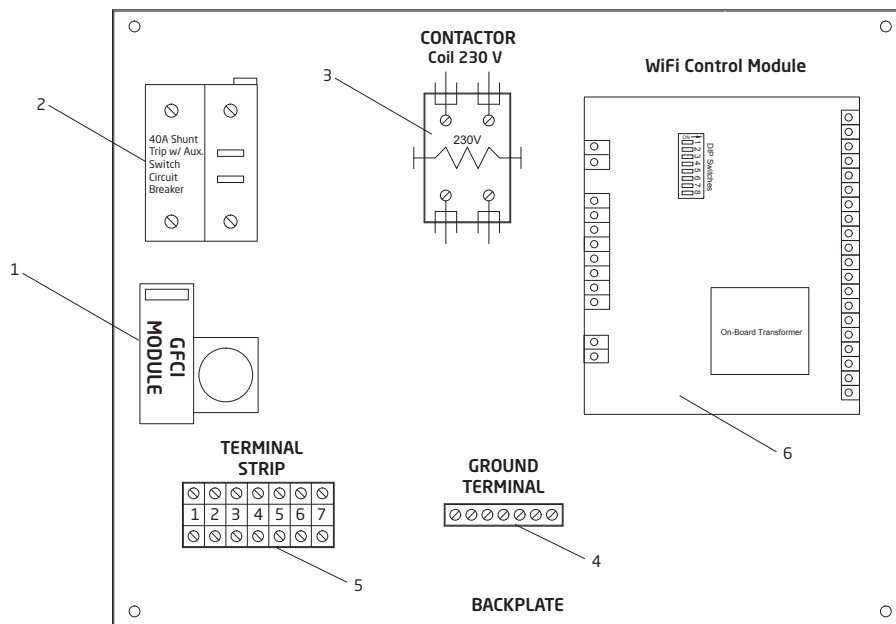 CONTACTOR
Coil 230 V
WiFi Control Module
3
2
40A Shunt
Trip w/ Aux.
Switch
Circuit
Breaker
230V
ON
1 2 3 4 5 6 7 8
DIP Switches
1
GFCI
MODULE
On-Board Transformer
6
TERMINAL
STRIP
1 2 3 4 5 6 7
5
GROUND
TERMINAL
4
BACKPLATE